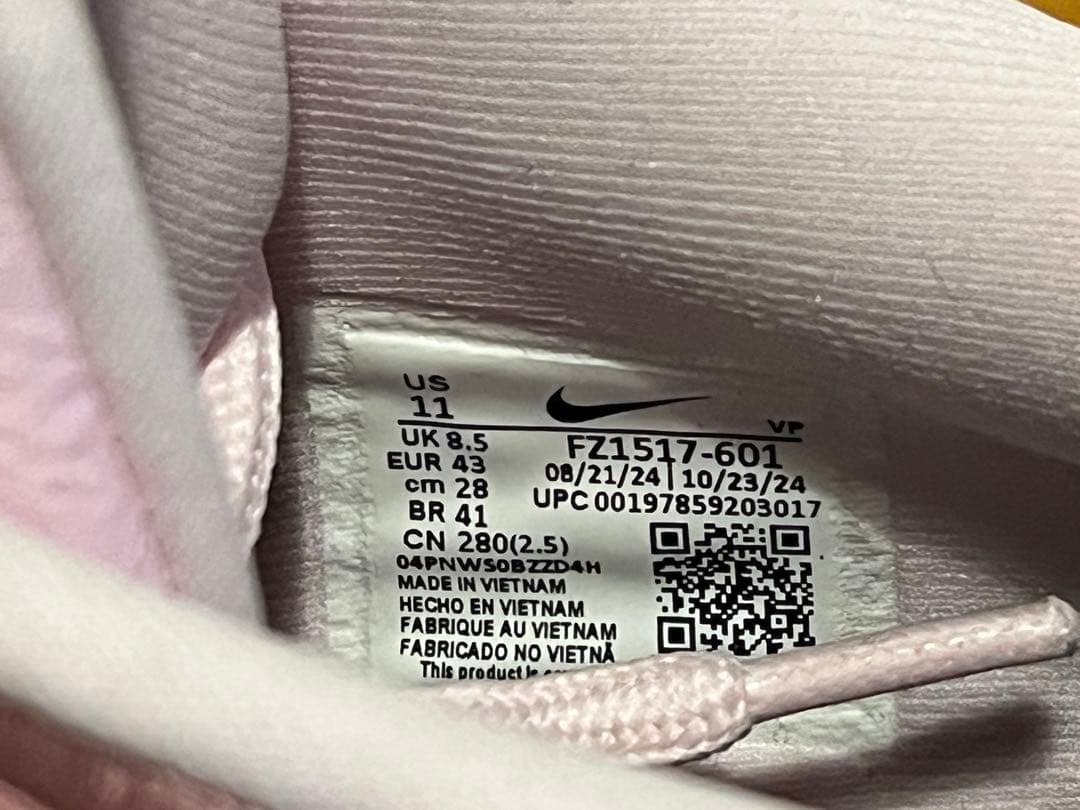 US
11
VP
UK 8.5
EUR 43
cm 28
BR 41
CN 280(2.5)
FZ1517-601
08/21/24 | 10/23/24
UPC 00197859203017
04PNWS0BZZD4H
MADE IN VIETNAM
HECHO EN VIETNAM
FABRIQUE AU VIETNAM
FABRICADO NO VIETNÃ
This product